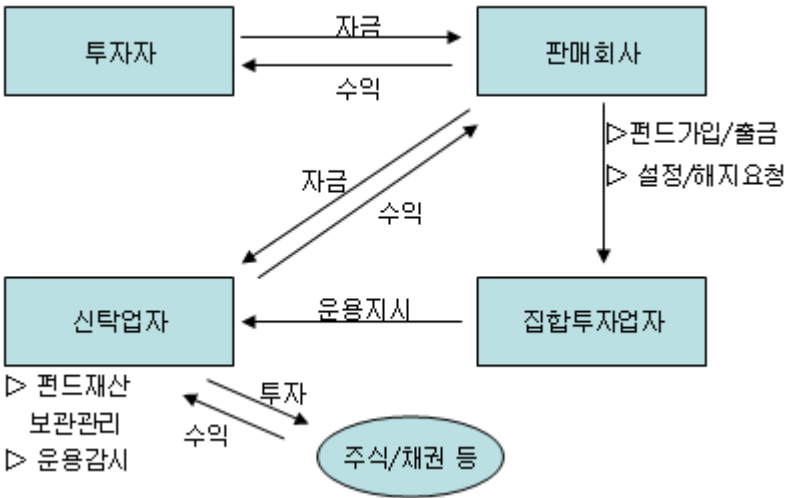 자금
투자자
판매회사
수익
▷펀드가입/출금
▷ 설정/해지요청
자금
수익
신탁업자
운용지시
집합투자업자
▷ 펀드재산
보관관리
▷ 운용감시
투자
수익
주식/채권 등